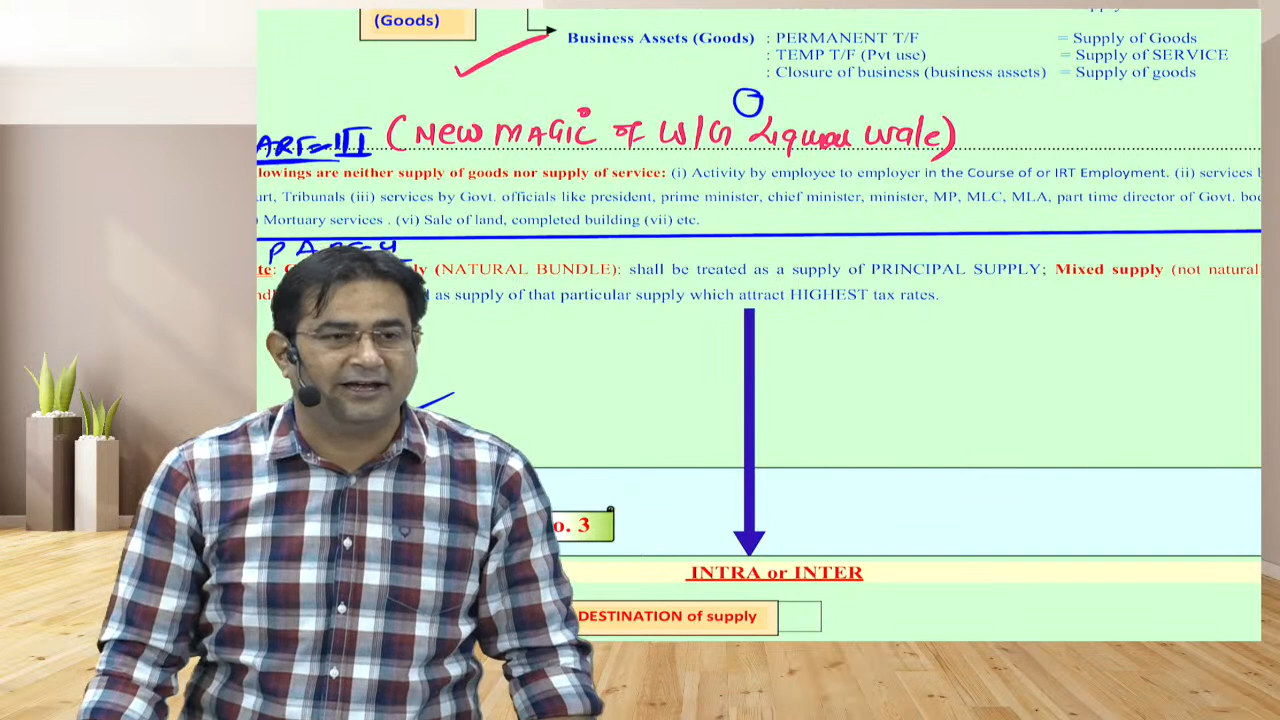 (Goods)
Business Assets (Goods) : PERMANENT T/F = Supply of Goods
: TEMP T/F (Pvt use) = Supply of SERVICE
: Closure of business (business assets) = Supply of goods
ART-III (NEW MAGIC OF W/G Liquor wale)
lowings are neither supply of goods nor supply of service: (i) Activity by employee to employer in the Course of or IRT Employment. (ii) services b
urt, Tribunals (iii) services by Govt. officials like president, prime minister, chief minister, minister, MP, MLC, MLA, part time director of Govt. bo
) Mortuary services . (vi) Sale of land, completed building (vii) etc.
PART-4
(NATURAL BUNDLE): shall be treated as a supply of PRINCIPAL SUPPLY; Mixed supply (not natural
as supply of that particular supply which attract HIGHEST tax rates.
o. 3
INTRA or INTER
DESTINATION of supply